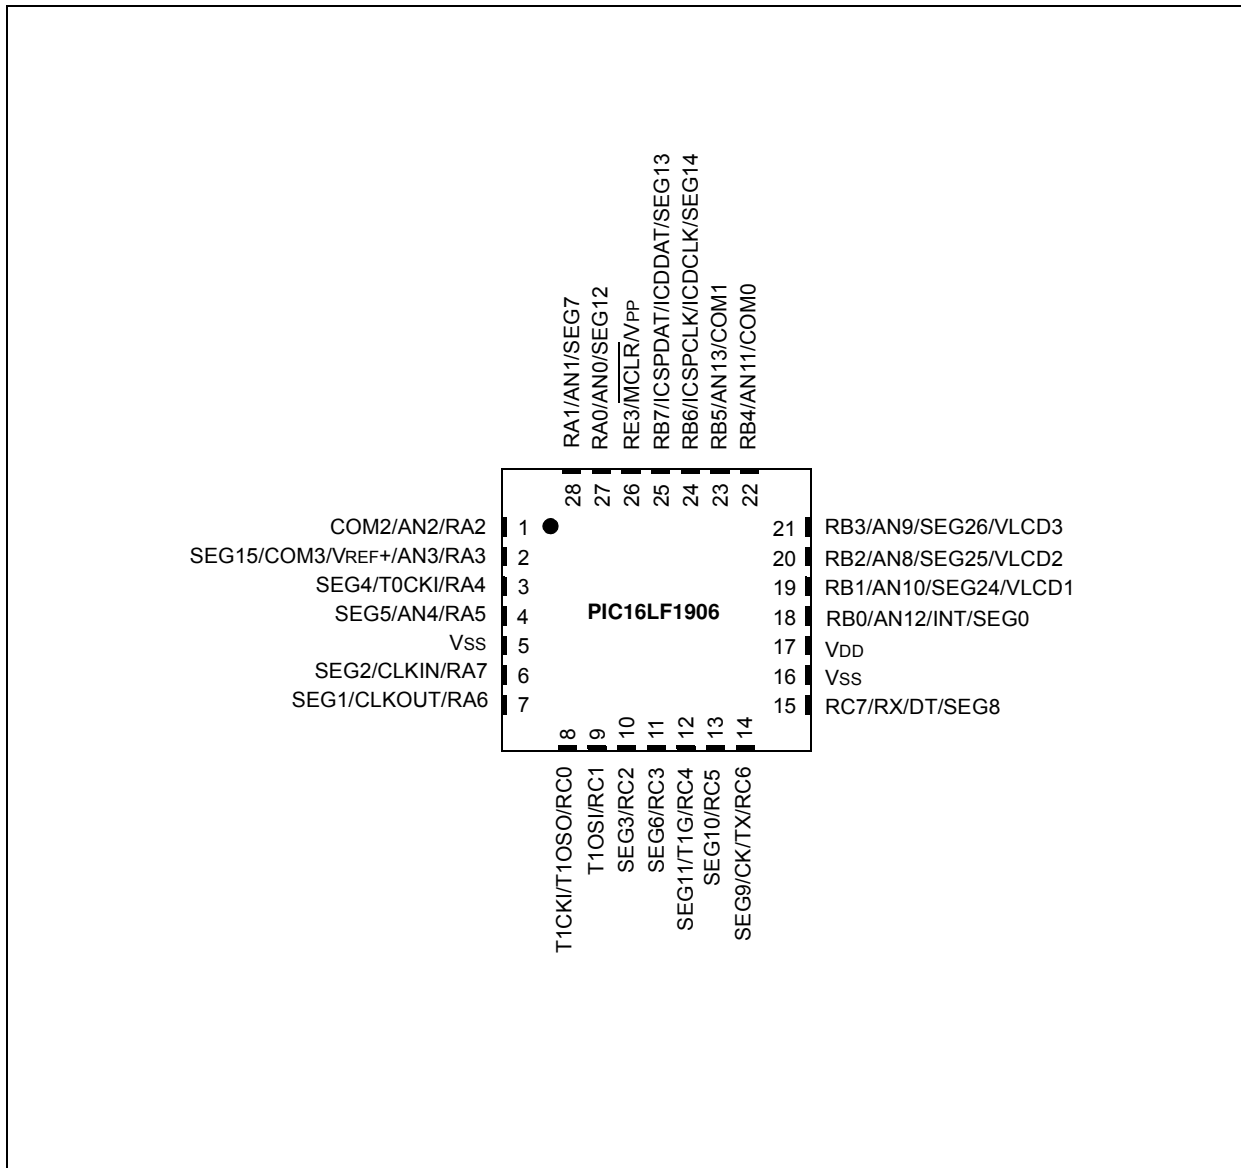 RA1/AN1/SEG7
RA0/AN0/SEG12
RE3/MCLR/VPP
RB7/ICSPDAT/ICDDAT/SEG13
RB6/ICSPCLK/ICDCLK/SEG14
RB5/AN13/COM1
RB4/AN11/COM0
28 27 26 25 24 23 22
COM2/AN2/RA2 1
SEG15/COM3/VREF+/AN3/RA3 2
SEG4/T0CKI/RA4 3
SEG5/AN4/RA5 4
VSS 5
SEG2/CLKIN/RA7 6
SEG1/CLKOUT/RA6 7
PIC16LF1906
21 RB3/AN9/SEG26/VLCD3
20 RB2/AN8/SEG25/VLCD2
19 RB1/AN10/SEG24/VLCD1
18 RB0/AN12/INT/SEG0
17 VDD
16 VSS
15 RC7/RX/DT/SEG8
8 9 10 11 12 13 14
T1CKI/T1OSO/RC0
T1OSI/RC1
SEG3/RC2
SEG6/RC3
SEG11/T1G/RC4
SEG10/RC5
SEG9/CK/TX/RC6